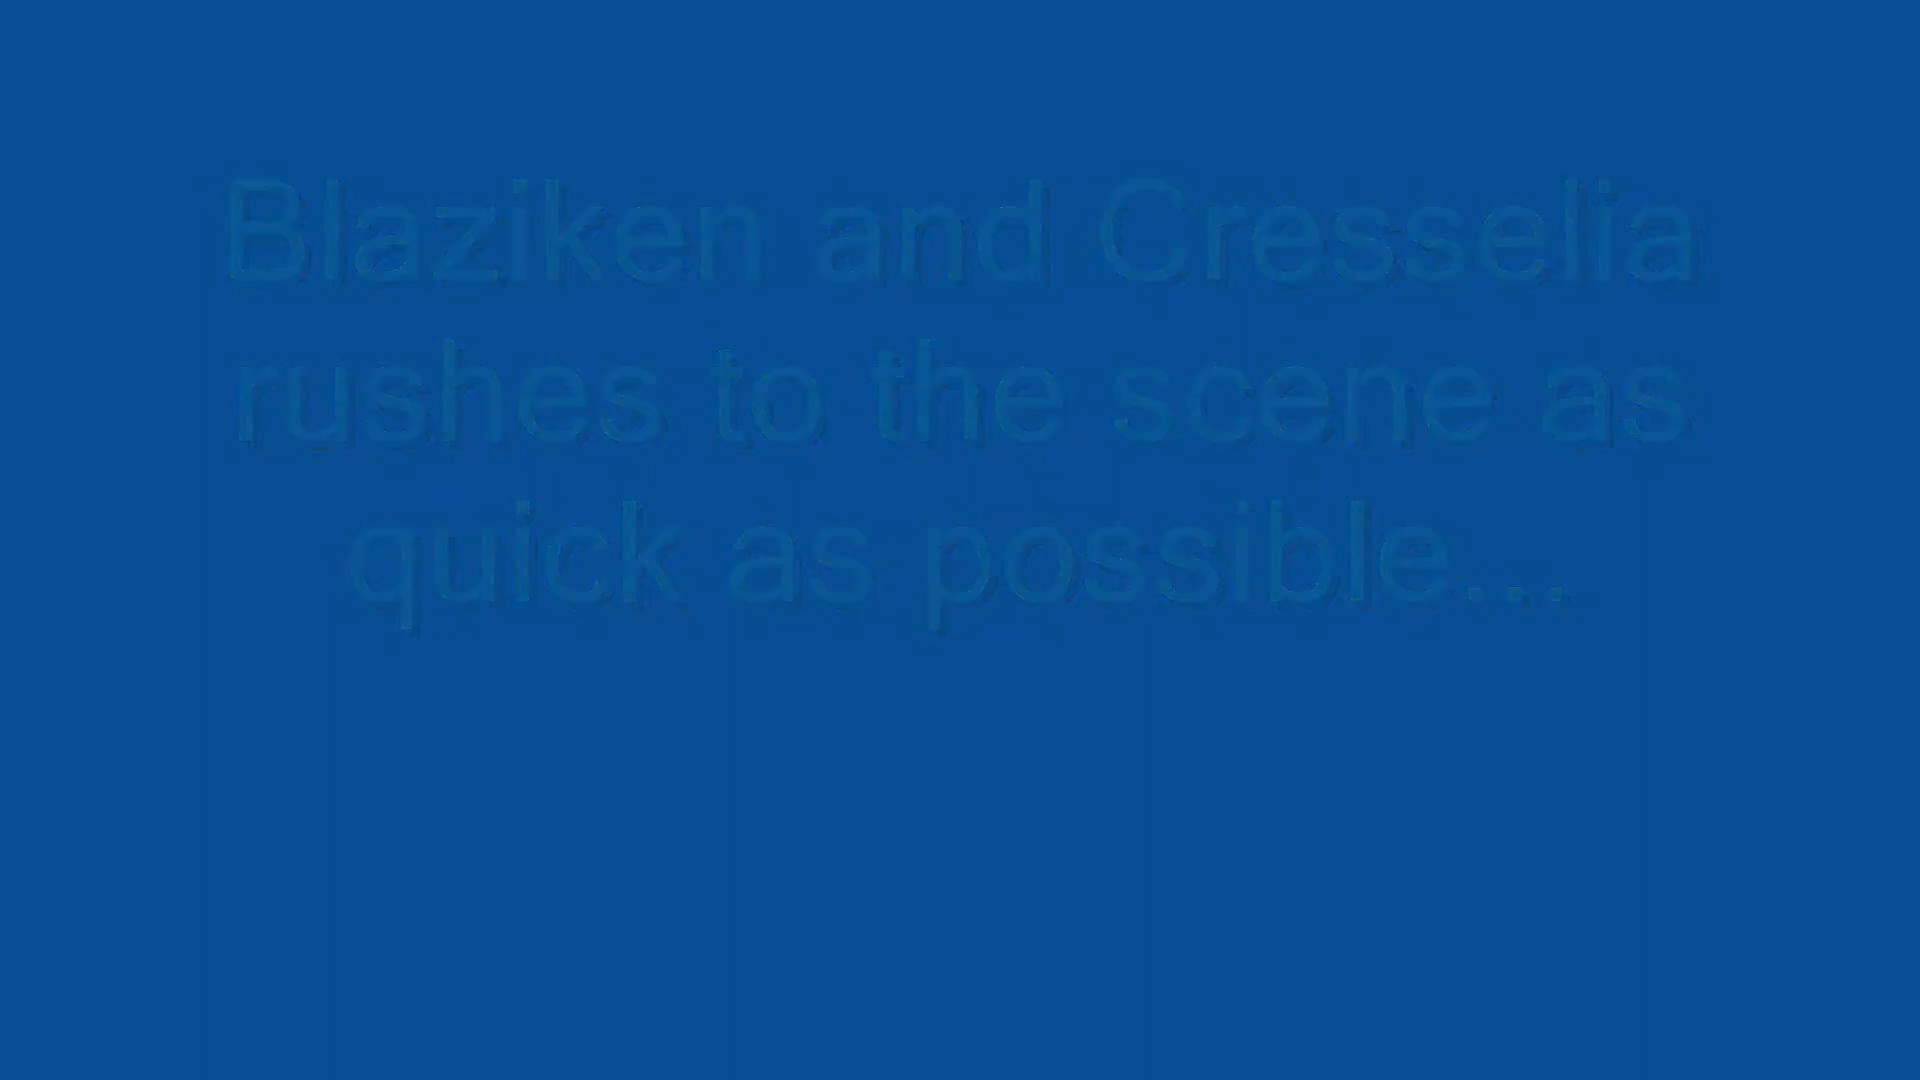 Blaziken and Cresselia
rushes to the scene as
quick as possible...